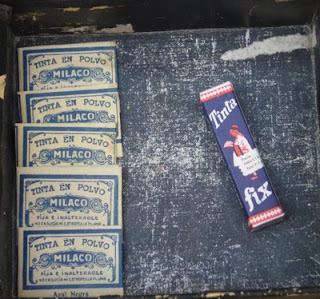 TINTA EN POLVO
MILACO
TINTA EN POLVO
MILACO
TINTA EN POLVO
MILACO
TINTA EN POLVO
MILACO
FIJA E INALTERABLE
TINTA EN POLVO
MILACO
FIJA E INALTERABLE
Azul Negra
Tinta
fix